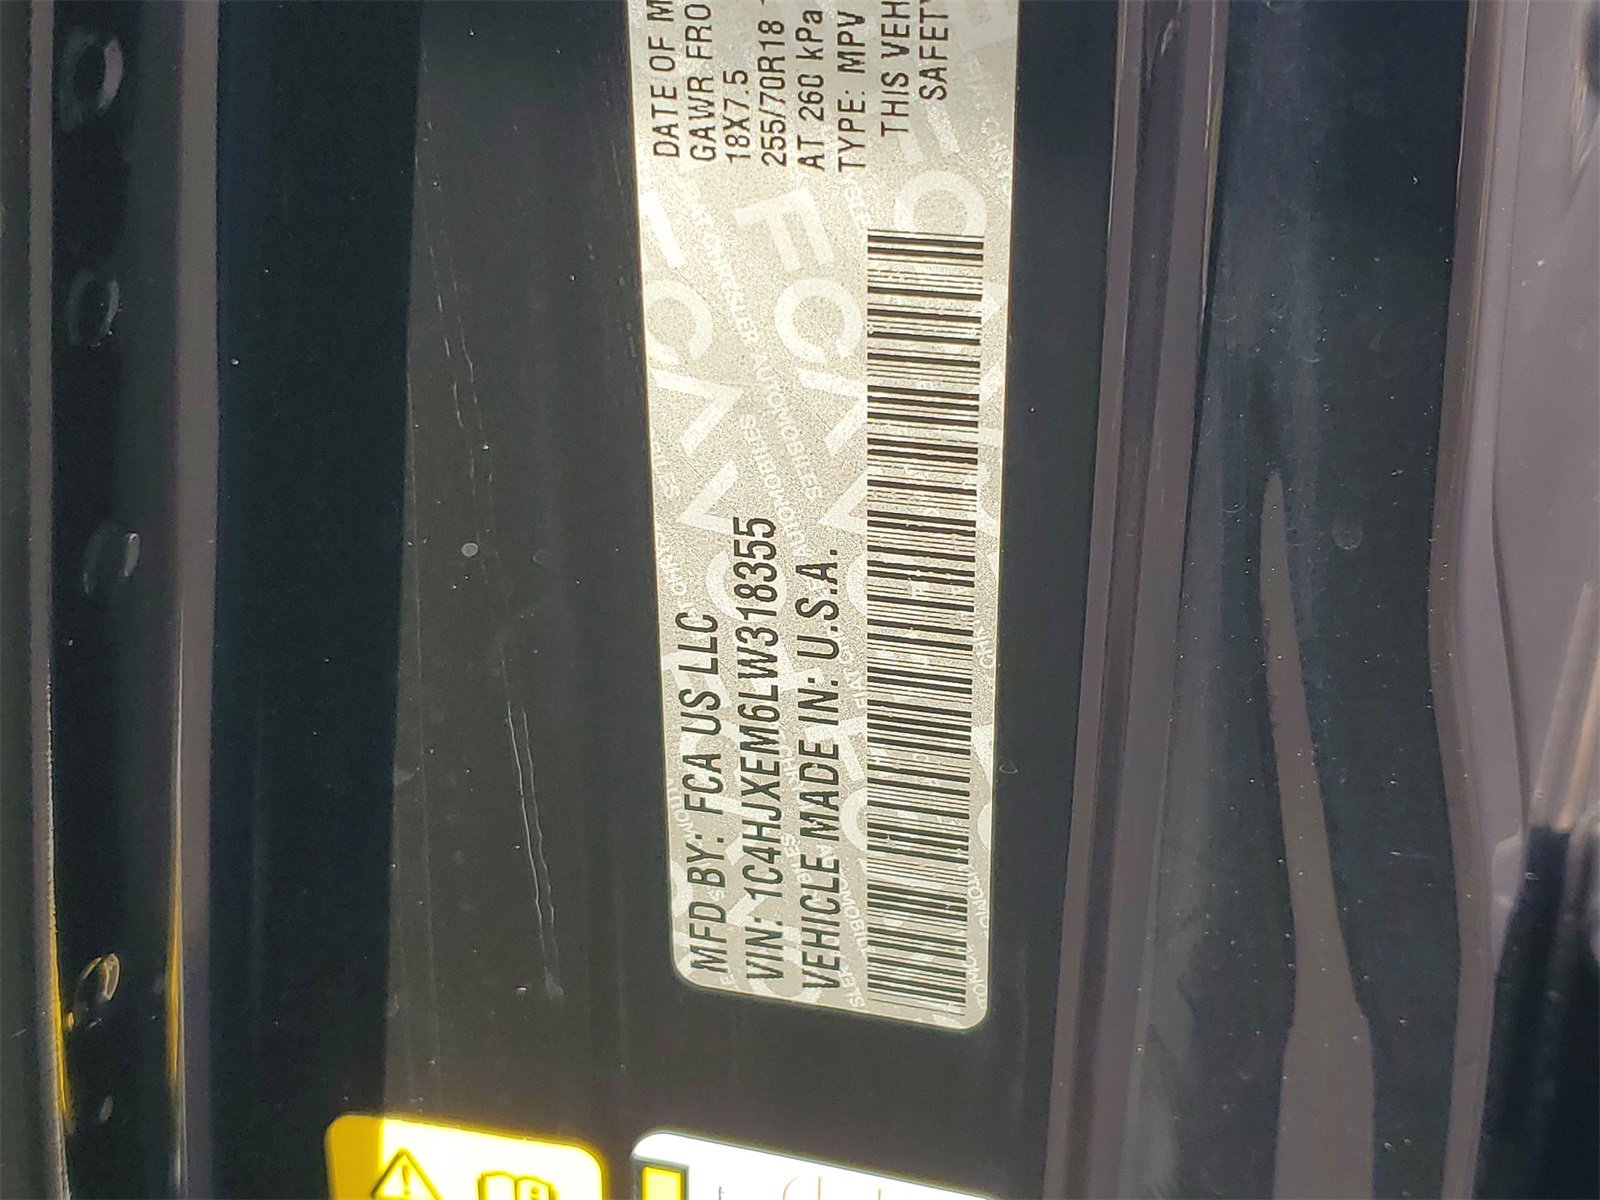 MFD BY: FCA US LLC
VIN: 1C4HJXEM6LW318355
VEHICLE MADE IN: U.S.A.
DATE OF M
GAWR FRO
18X7.5
255/70R18
AT 260 kPa
TYPE: MPV
THIS VEH
SAFETY